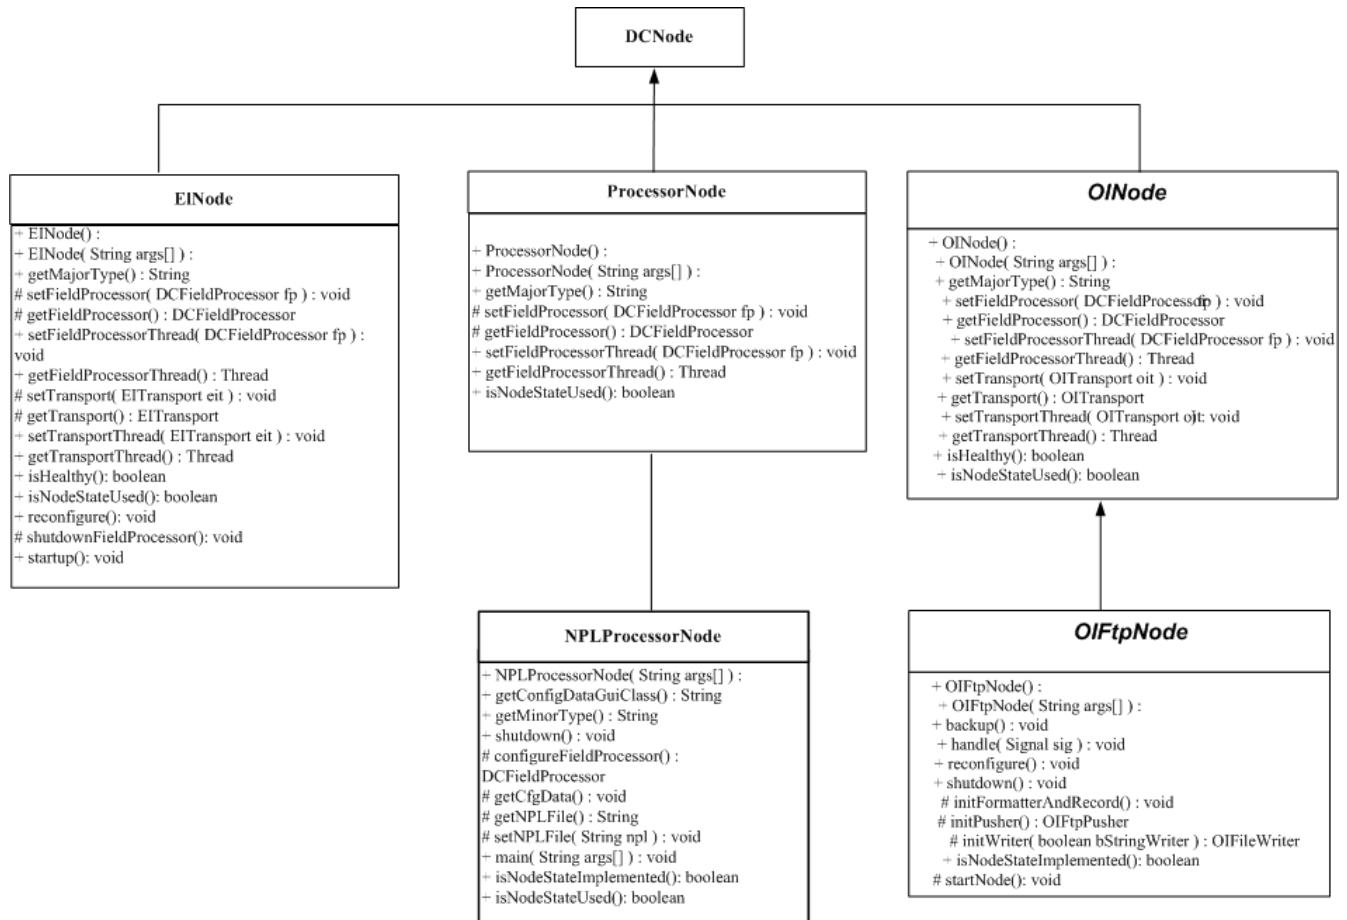 DCNode
EINode
+ EINode() :
+ EINode( String args[] ) :
+ getMajorType() : String
# setFieldProcessor( DCFieldProcessor fp ) : void
# getFieldProcessor() : DCFieldProcessor
+ setFieldProcessorThread( DCFieldProcessor fp ) :
void
+ getFieldProcessorThread() : Thread
# setTransport( EITransport eit ) : void
# getTransport() : EITransport
+ setTransportThread( EITransport eit ) : void
+ getTransportThread() : Thread
+ isHealthy(): boolean
+ isNodeStateUsed(): boolean
+ reconfigure(): void
# shutdownFieldProcessor(): void
+ startup(): void
ProcessorNode
+ ProcessorNode() :
+ ProcessorNode( String args[] ) :
+ getMajorType() : String
# setFieldProcessor( DCFieldProcessor fp ) : void
# getFieldProcessor() : DCFieldProcessor
+ setFieldProcessorThread( DCFieldProcessor fp ) : void
+ getFieldProcessorThread() : Thread
+ isNodeStateUsed(): boolean
OINode
+ OINode() :
+ OINode( String args[] ) :
+ getMajorType() : String
+ setFieldProcessor( DCFieldProcessor fp ) : void
+ getFieldProcessor() : DCFieldProcessor
+ setFieldProcessorThread( DCFieldProcessor fp ) : void
+ getFieldProcessorThread() : Thread
+ setTransport( OITransport oit ) : void
+ getTransport() : OITransport
+ setTransportThread( OITransport oit ): void
+ getTransportThread() : Thread
+ isHealthy(): boolean
+ isNodeStateUsed(): boolean
NPLProcessorNode
+ NPLProcessorNode( String args[] ) :
+ getConfigDataGuiClass() : String
+ getMinorType() : String
+ shutdown() : void
# configureFieldProcessor() :
DCFieldProcessor
# getCfgData() : void
# getNPLFile() : String
# setNPLFile( String npl ) : void
+ main( String args[] ) : void
+ isNodeStateImplemented(): boolean
+ isNodeStateUsed(): boolean
OIFtpNode
+ OIFtpNode() :
+ OIFtpNode( String args[] ) :
+ backup() : void
+ handle( Signal sig ) : void
+ reconfigure() : void
+ shutdown() : void
# initFormatterAndRecord() : void
# initPusher() : OIFtpPusher
# initWriter( boolean bStringWriter ) : OIFileWriter
+ isNodeStateImplemented(): boolean
# startNode(): void